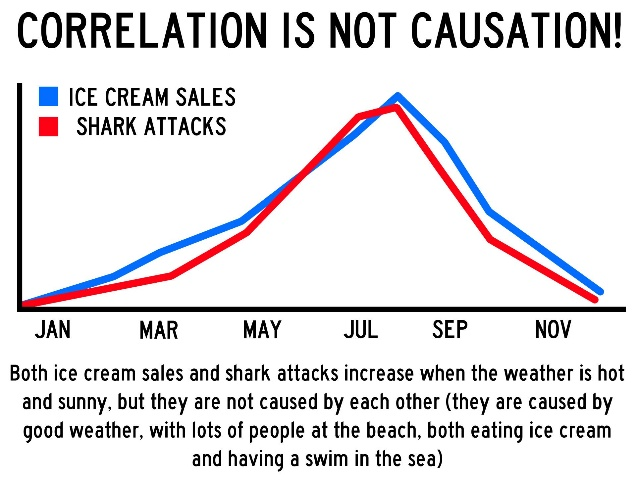 CORRELATION IS NOT CAUSATION!
ICE CREAM SALES
SHARK ATTACKS
JAN MAR MAY JUL SEP NOV
Both ice cream sales and shark attacks increase when the weather is hot
and sunny, but they are not caused by each other (they are caused by
good weather, with lots of people at the beach, both eating ice cream
and having a swim in the sea)